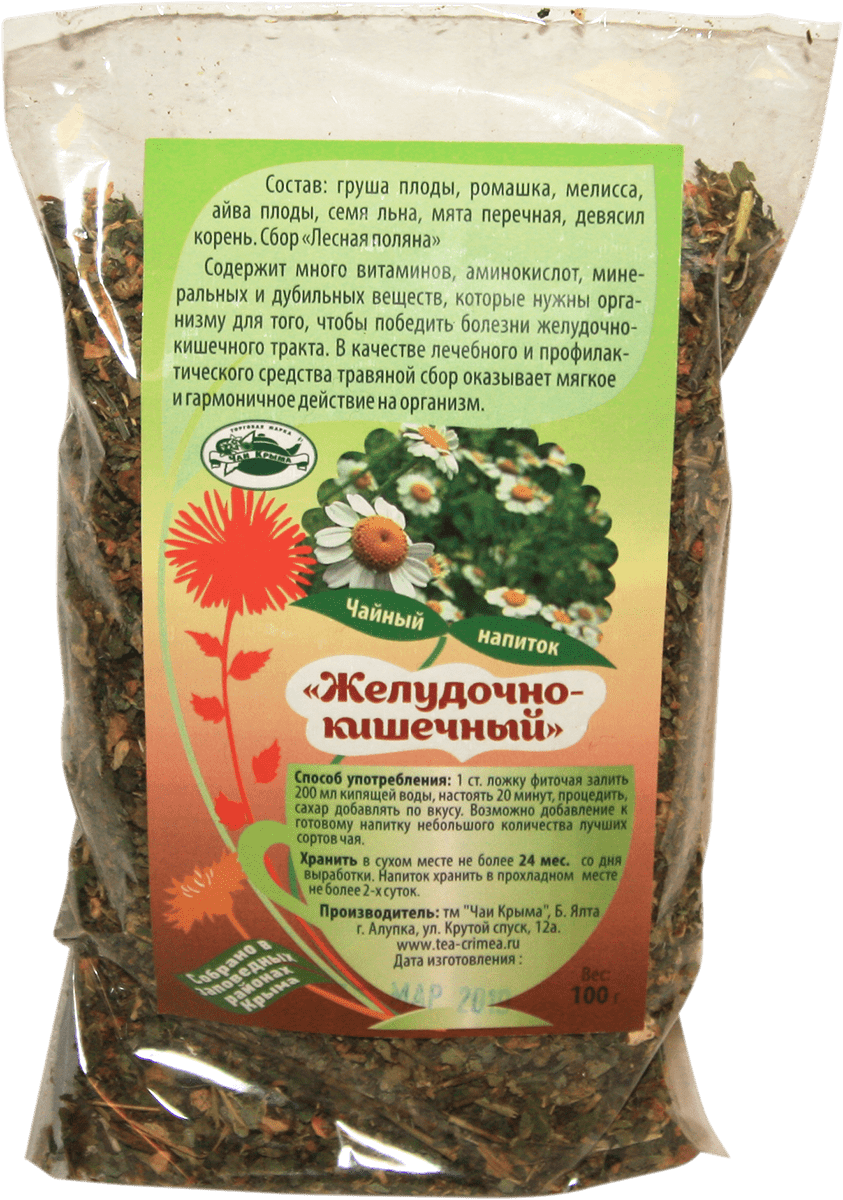 Состав: груша плоды, ромашка, мелисса,
айва плоды, семя льна, мята перечная, девясил
корень. Сбор «Лесная поляна»
Содержит много витаминов, аминокислот, мине-
ральных и дубильных веществ, которые нужны орга-
низму для того, чтобы победить болезни желудочно-
кишечного тракта. В качестве лечебного и профилак-
тического средства травяной сбор оказывает мягкое
и гармоничное действие на организм.
ТОРГОВАЯ МАРКА
ЧАИ КРЫМА
Чайный
напиток
«Желудочно-
кишечный»
Способ употребления: 1 ст. ложку фиточая залить
200 мл кипящей воды, настоять 20 минут, процедить,
сахар добавлять по вкусу. Возможно добавление к
готовому напитку небольшого количества лучших
сортов чая.
Хранить в сухом месте не более 24 мес. со дня
выработки. Напиток хранить в прохладном месте
не более 2-х суток.
Производитель: тм "Чаи Крыма", Б. Ялта
г. Алупка, ул. Крутой спуск, 12а.
www.tea-crimea.ru
Дата изготовления :
МАР
Вес:
100 г
Собрано в
заповедных
районах
Крыма